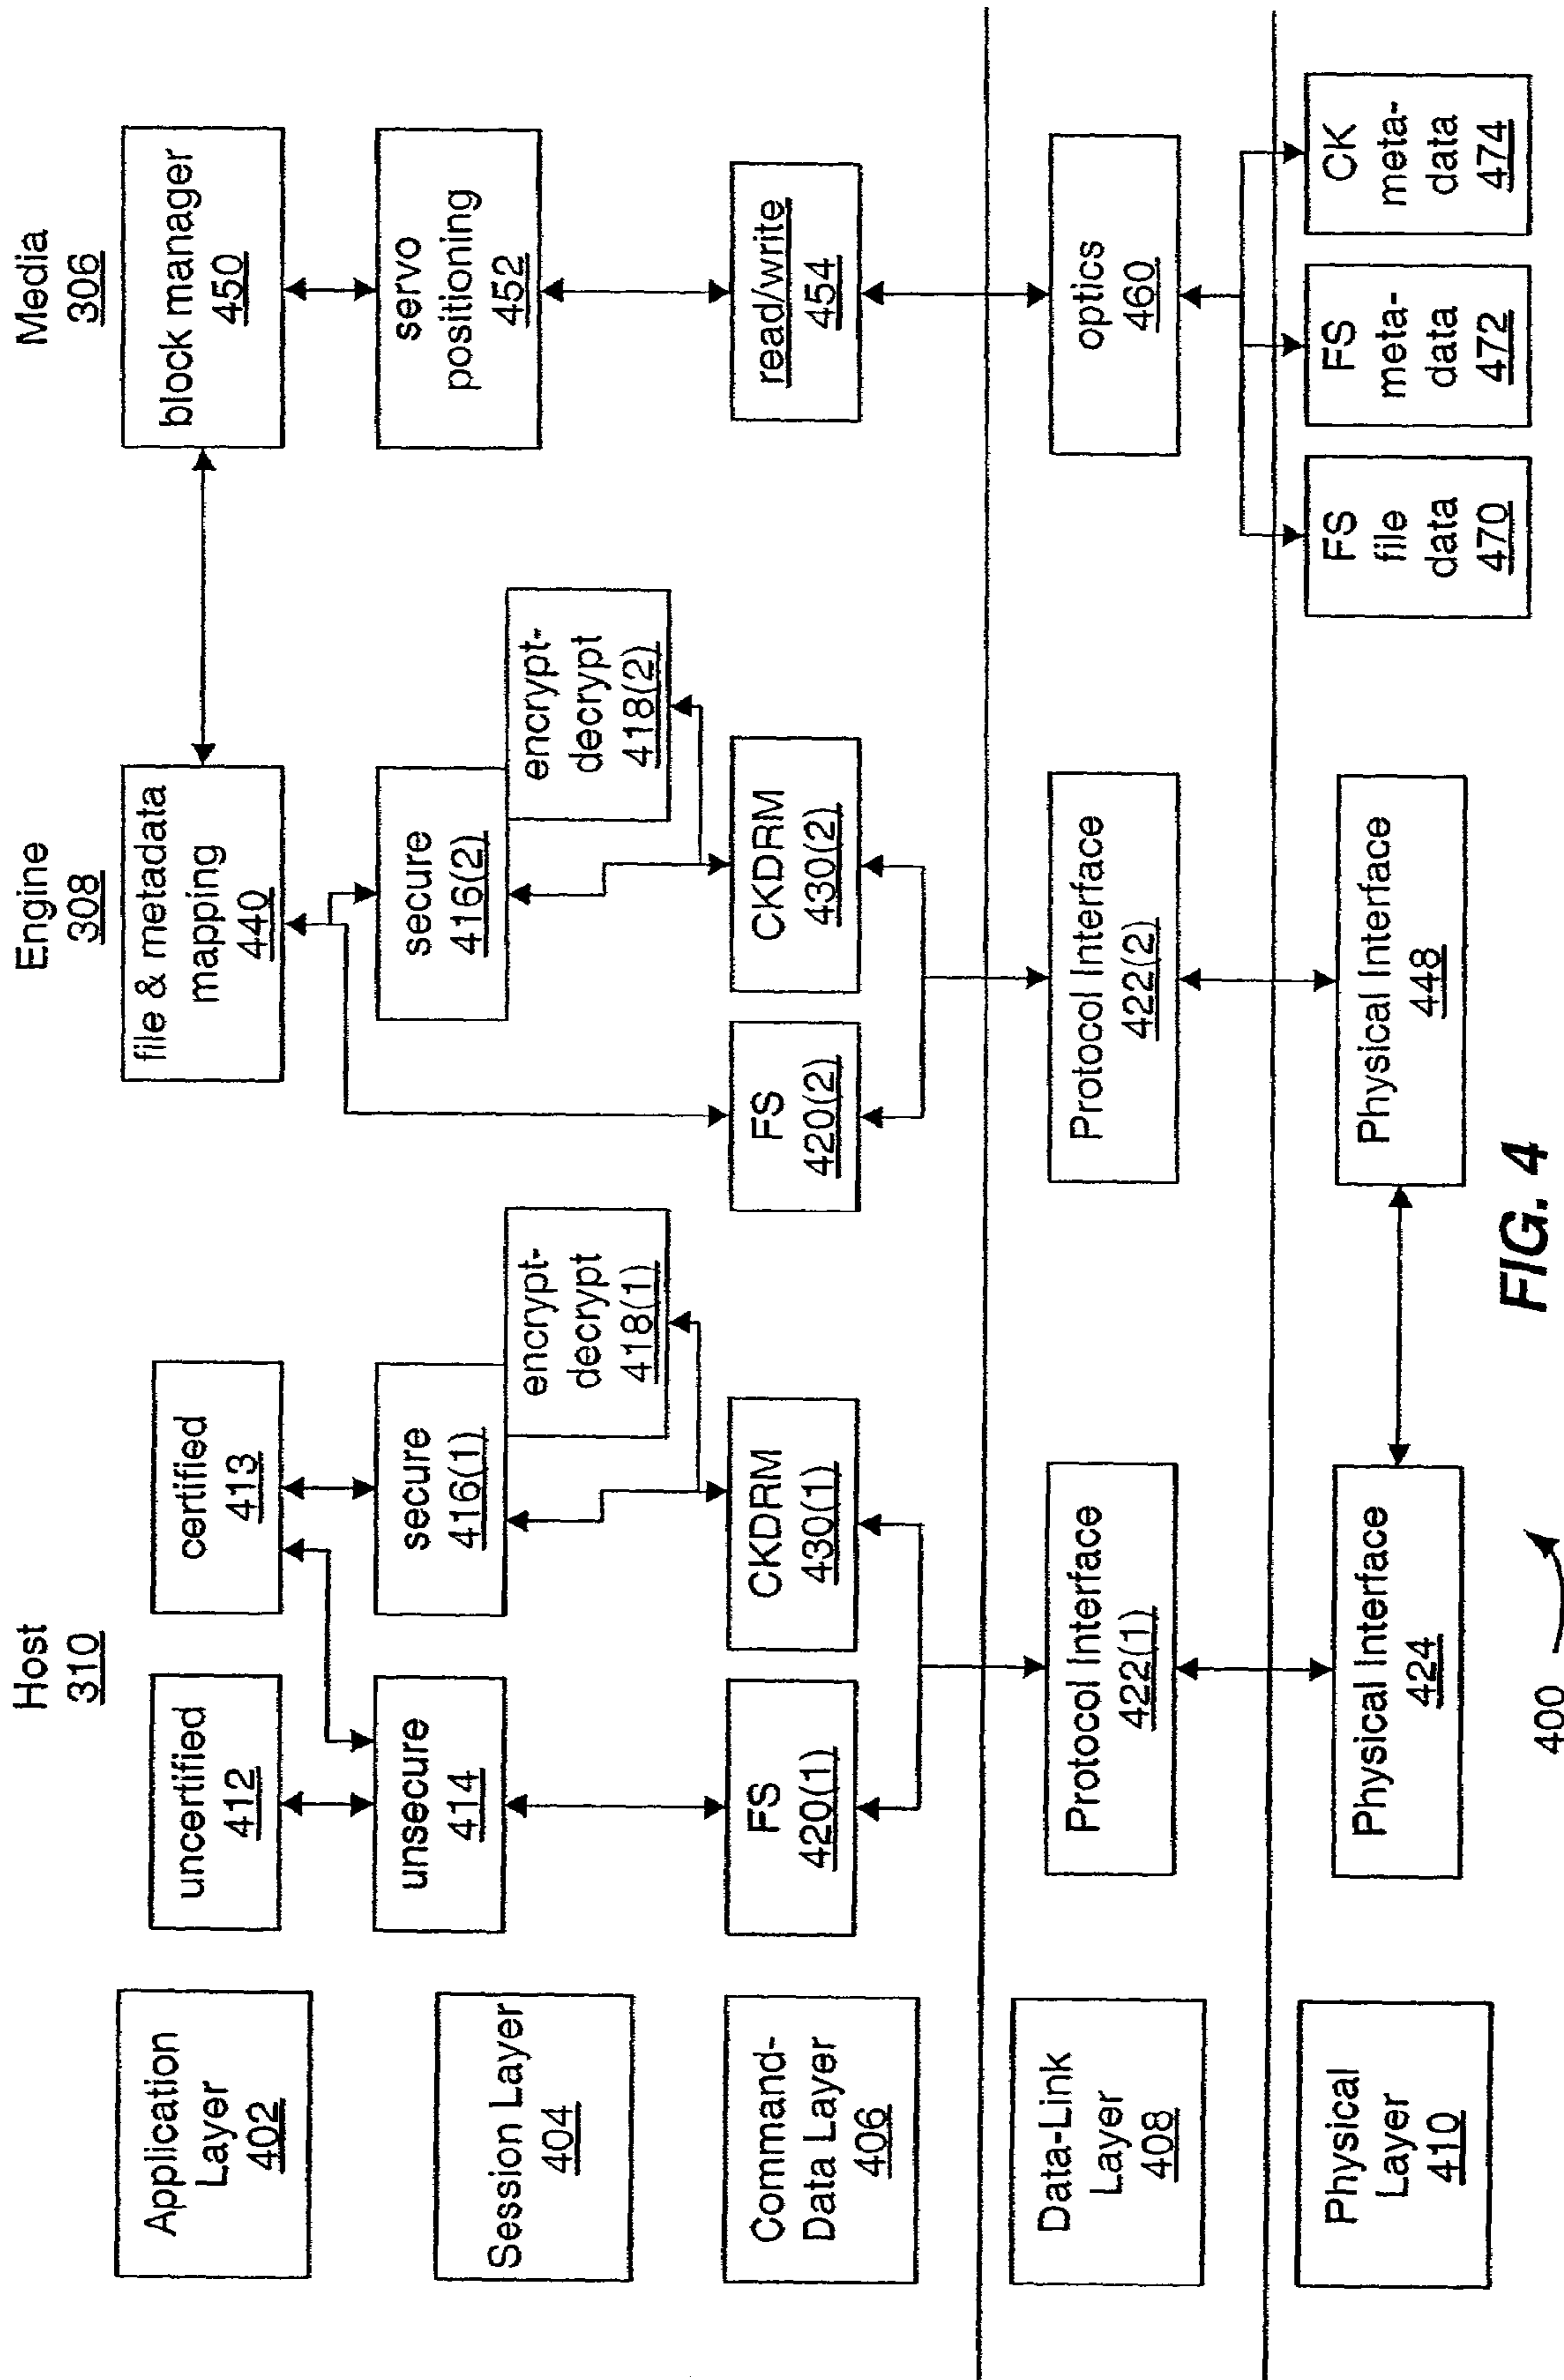 Host
310
Engine
308
Media
306
Application
Layer
402
uncertified
412
certified
413
file & metadata
mapping
440
block manager
450
Session Layer
404
unsecure
414
secure
416(1)
encrypt-
decrypt
418(1)
secure
416(2)
encrypt-
decrypt
418(2)
servo
positioning
452
Command-
Data Layer
406
FS
420(1)
CKDRM
430(1)
FS
420(2)
CKDRM
430(2)
read/write
454
Data-Link
Layer
408
Protocol Interface
422(1)
Protocol Interface
422(2)
optics
460
Physical
Layer
410
Physical Interface
424
Physical Interface
448
FS
file
data
470
FS
meta-
data
472
CK
meta-
data
474
400
FIG. 4